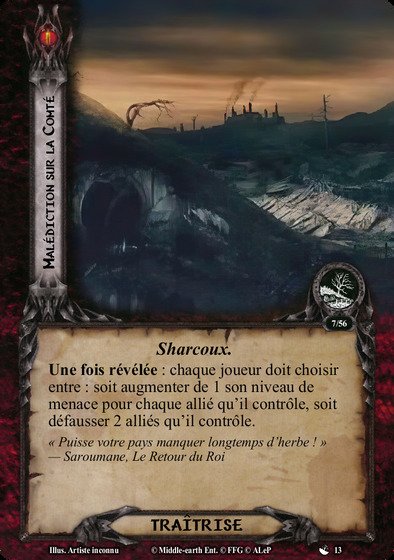 MALÉDICTION SUR LA COMTÉ
7/56
Sharcoux.
Une fois révélée : chaque joueur doit choisir
entre : soit augmenter de 1 son niveau de
menace pour chaque allié qu'il contrôle, soit
défausser 2 alliés qu'il contrôle.
« Puisse votre pays manquer longtemps d'herbe ! »
— Saroumane, Le Retour du Roi
TRAÎTRISE
Illus. Artiste inconnu © Middle-earth Ent. © FFG © ALeP 13